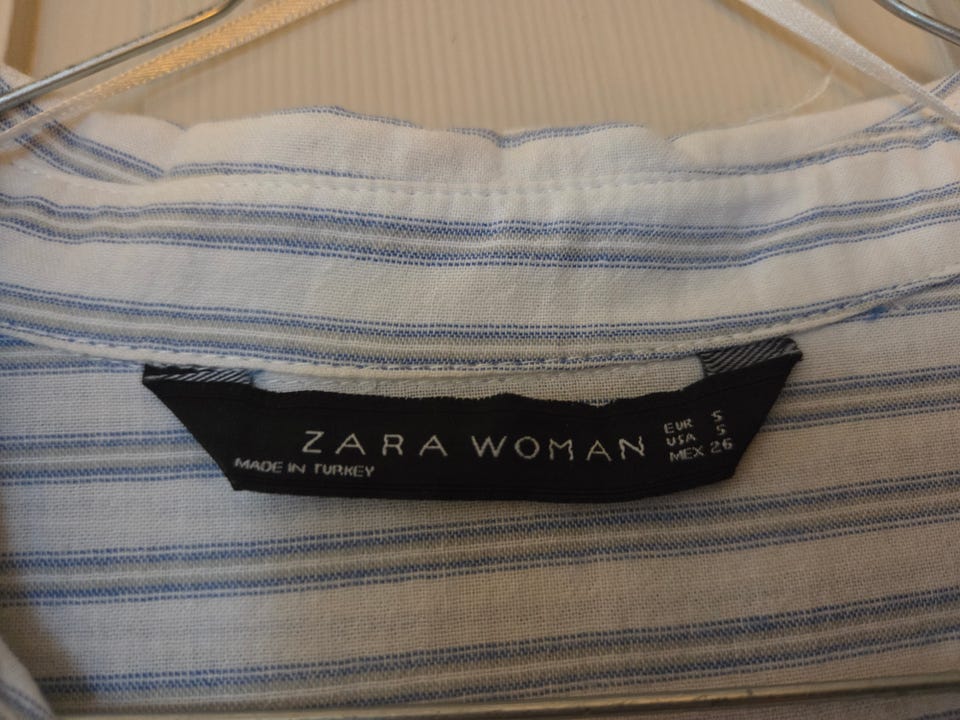 ZARA WOMAN
MADE IN TURKEY
EUR S
USA S
MEX 26